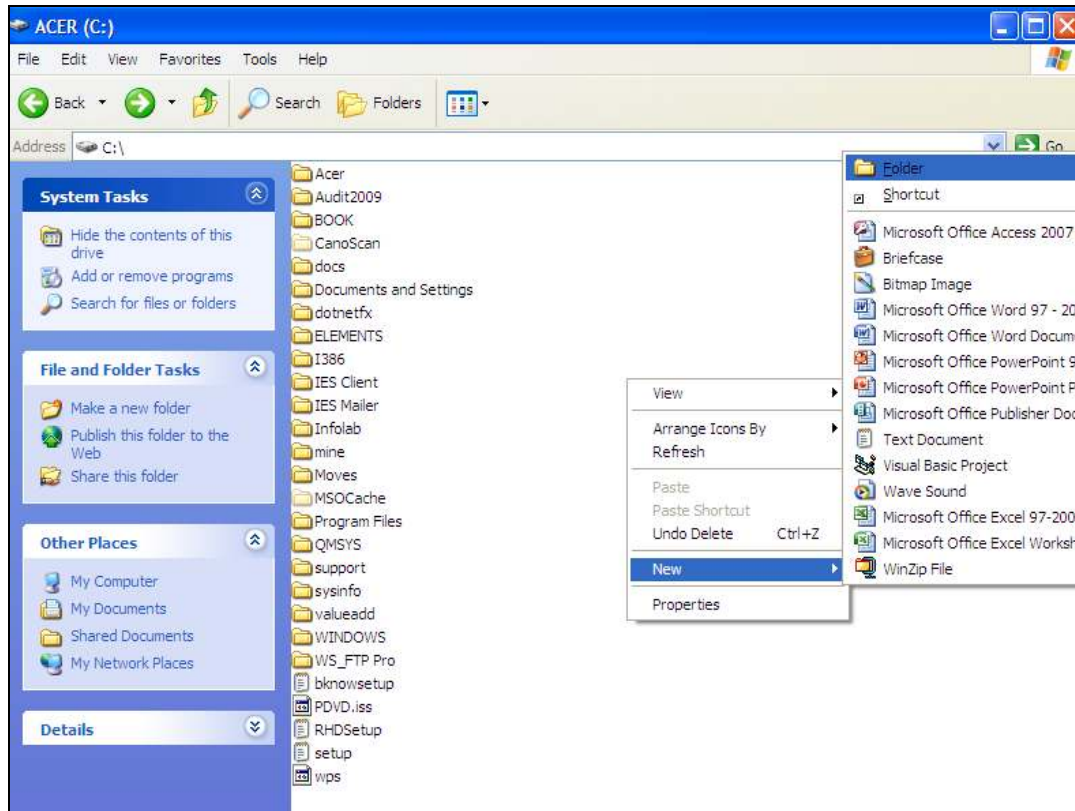 ACER (C:)
File Edit View Favorites Tools Help
Back Search Folders
Address C:\ Go
System Tasks
Hide the contents of this
drive
Add or remove programs
Search for files or folders
File and Folder Tasks
Make a new folder
Publish this folder to the
Web
Share this folder
Other Places
My Computer
My Documents
Shared Documents
My Network Places
Details
Acer
Audit2009
BOOK
CanoScan
docs
Documents and Settings
dotnetfx
ELEMENTS
I386
IES Client
IES Mailer
Infolab
mine
Moves
MSOCache
Program Files
QMSYS
support
sysinfo
valueadd
WINDOWS
WS_FTP Pro
bknowsetup
PDVD.iss
RHDSetup
setup
wps
View
Arrange Icons By
Refresh
Paste
Paste Shortcut
Undo Delete Ctrl+Z
New
Properties
Folder
Shortcut
Microsoft Office Access 2007
Briefcase
Bitmap Image
Microsoft Office Word 97 - 20
Microsoft Office Word Docum
Microsoft Office PowerPoint 9
Microsoft Office PowerPoint P
Microsoft Office Publisher Doc
Text Document
Visual Basic Project
Wave Sound
Microsoft Office Excel 97-200
Microsoft Office Excel Worksh
WinZip File